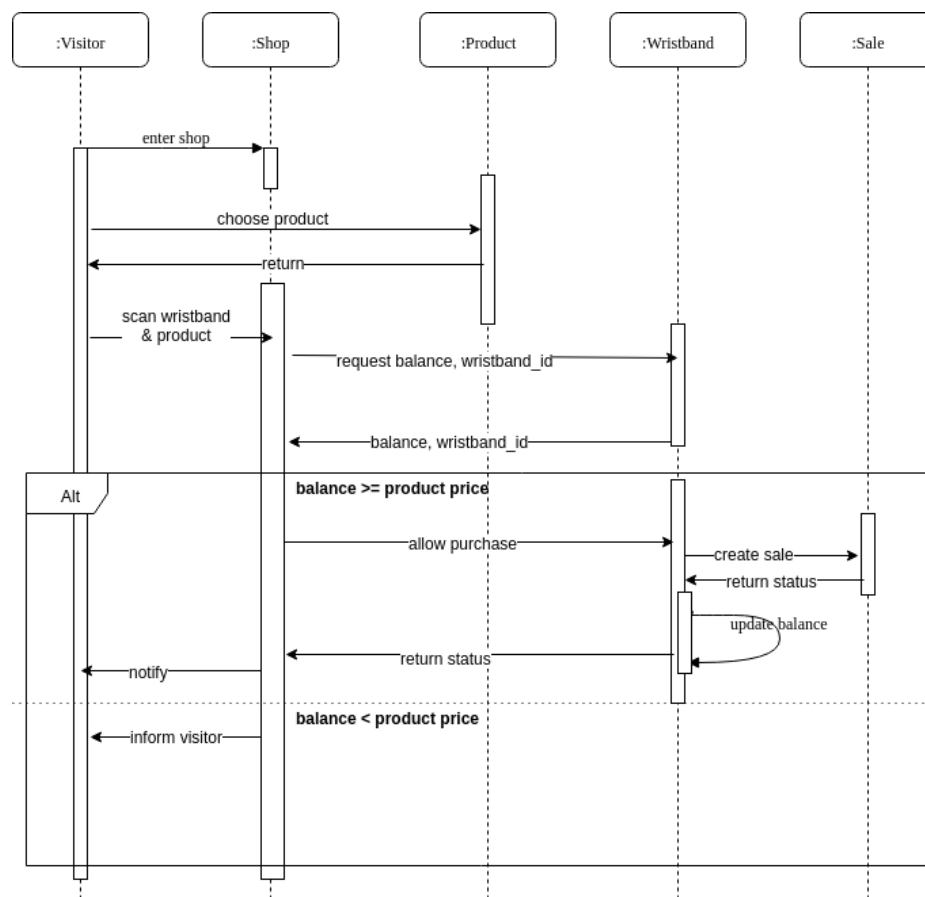 :Visitor
:Shop
:Product
:Wristband
:Sale
enter shop
choose product
return
scan wristband
& product
request balance, wristband_id
balance, wristband_id
Alt
balance >= product price
allow purchase
create sale
return status
update balance
return status
notify
balance < product price
inform visitor